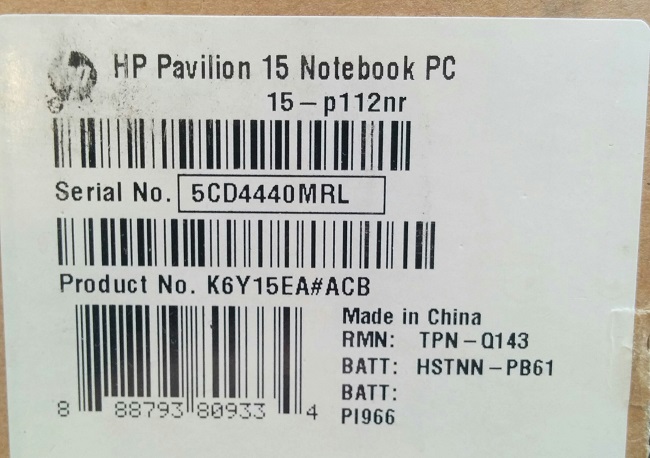 hp HP Pavilion 15 Notebook PC
15-p112nr
Serial No. 5CD4440MRL
Product No. K6Y15EA#ACB
Made in China
RMN: TPN-Q143
BATT: HSTNN-PB61
BATT:
PI966
8 88793 80933 4